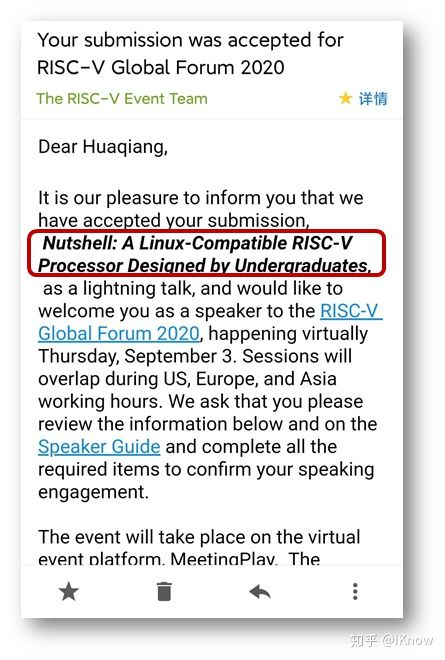 Your submission was accepted for
RISC-V Global Forum 2020
The RISC-V Event Team
详情
Dear Huaqiang,
It is our pleasure to inform you that we
have accepted your submission,
Nutshell: A Linux-Compatible RISC-V
Processor Designed by Undergraduates,
as a lightning talk, and would like to
welcome you as a speaker to the RISC-V
Global Forum 2020, happening virtually
Thursday, September 3. Sessions will
overlap during US, Europe, and Asia
working hours. We ask that you please
review the information below and on the
Speaker Guide and complete all the
required items to confirm your speaking
engagement.
The event will take place on the virtual
event platform, MeetingPlay. The
知乎 @iKnow